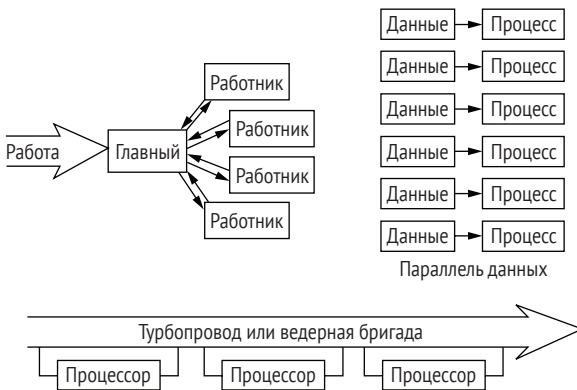 Работа
Главный
Работник
Работник
Работник
Работник
Данные Процесс
Данные Процесс
Данные Процесс
Данные Процесс
Данные Процесс
Данные Процесс
Параллель данных
Турбопровод или ведерная бригада
Процессор Процессор Процессор